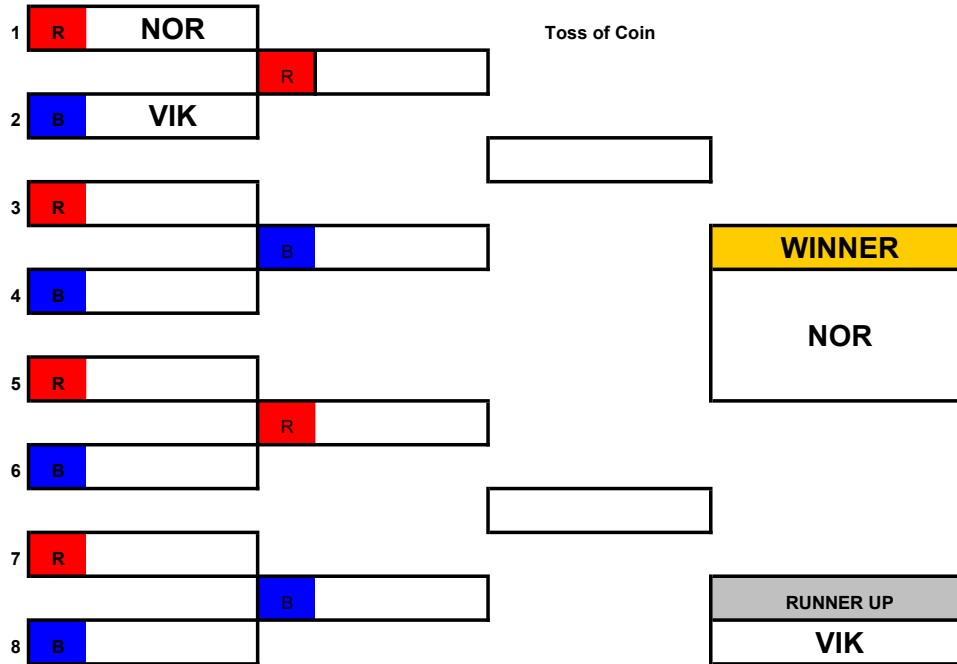 1 R NOR Toss of Coin
R
2 B VIK
3 R
B WINNER
4 B
NOR
5 R
R
6 B
7 R
B RUNNER UP
8 B VIK